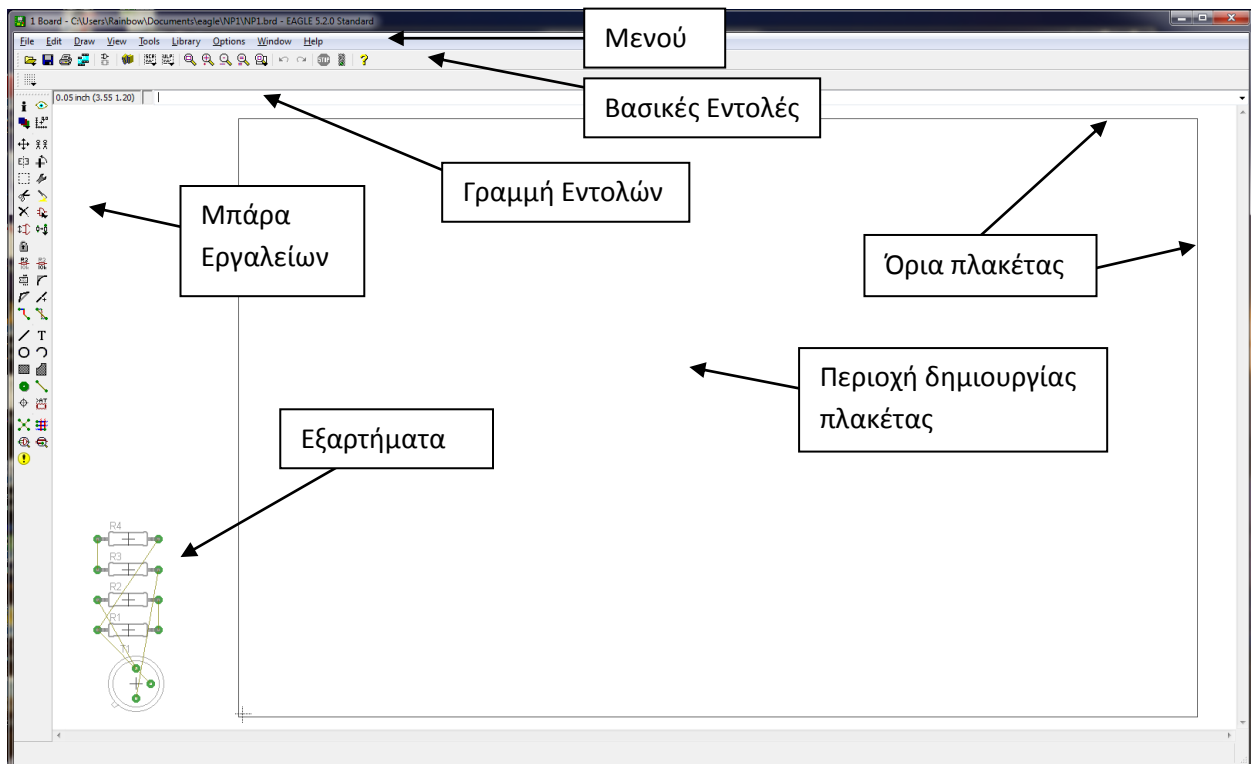 1 Board - C:\Users\Rainbow\Documents\eagle\NP1\NP1.brd - EAGLE 5.2.0 Standard
File Edit Draw View Tools Library Options Window Help
Μενού
Βασικές Εντολές
0.05 inch (3.55 1.20)
Γραμμή Εντολών
Μπάρα
Εργαλείων
Όρια πλακέτας
Περιοχή δημιουργίας
πλακέτας
Εξαρτήματα
R4
R3
R2
R1
T1